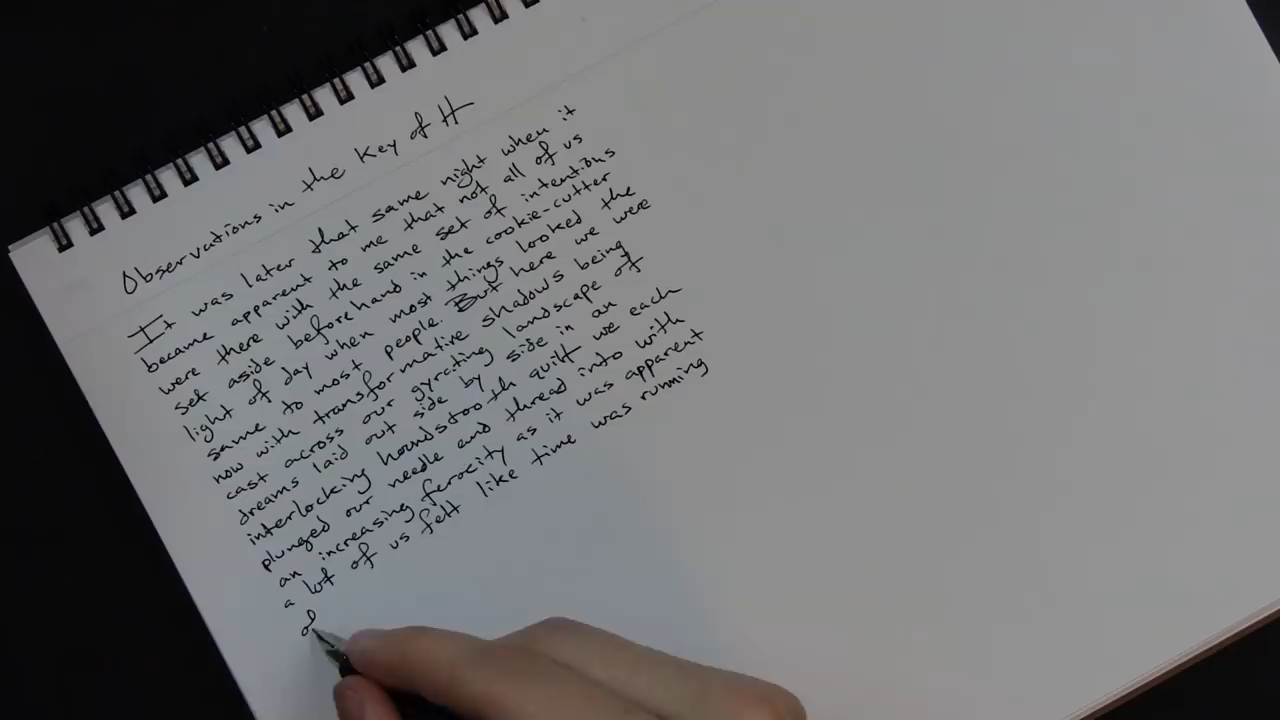 Observations in the Key of H
It was later that same night when it
became apparent to me that not all of us
were there with the same set of intentions
set aside beforehand in the cookie-cutter
light of day when most things looked the
same to most people. But here we were
now with transformative shadows being
cast across our gyrating landscape of
dreams laid out side by side in an
interlocking houndstooth quilt we each
plunged our needle and thread into with
an increasing ferocity as it was apparent
a lot of us felt like time was running